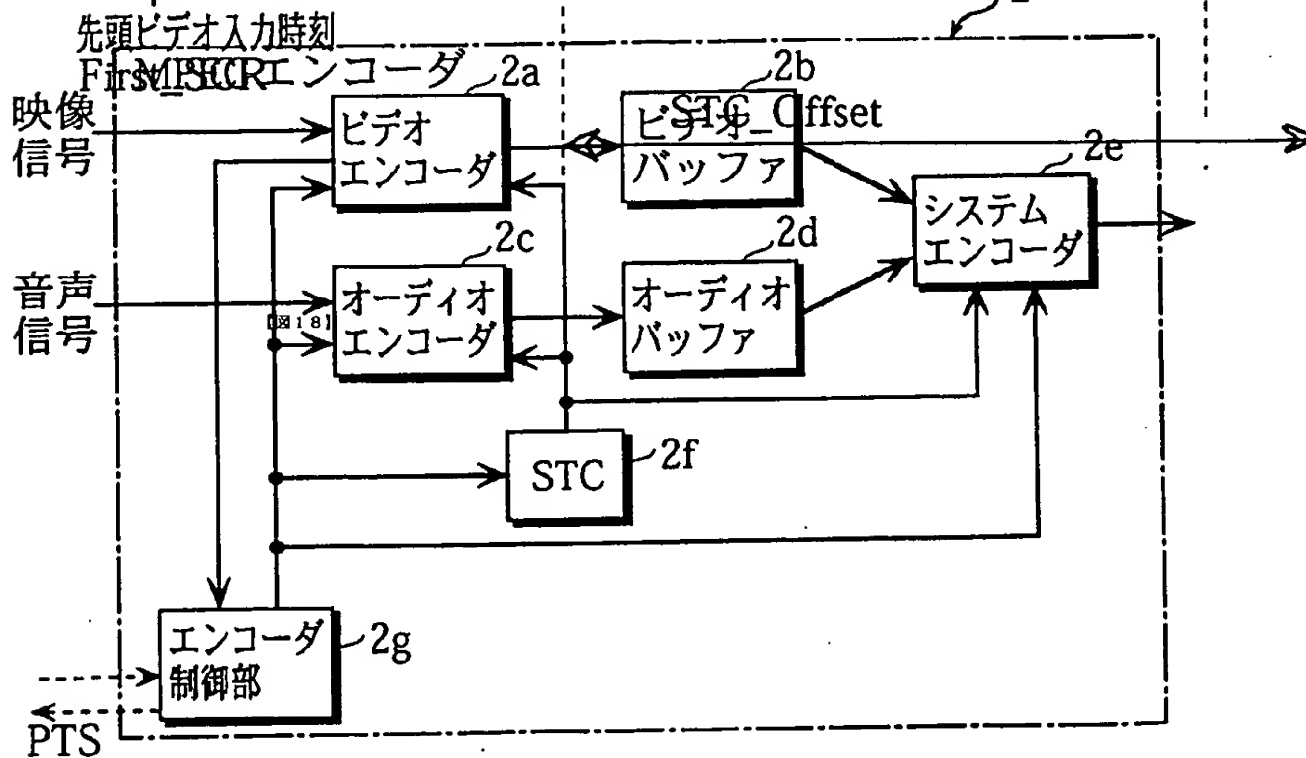 先頭ビデオ入力時刻
First_SCR
MPEGエンコーダ
2a
2b
映像
信号
ビデオ
エンコーダ
STC_Offset
ビデオ
バッファ
2e
システム
エンコーダ
2c
2d
音声
信号
オーディオ
エンコーダ
【図18】
オーディオ
バッファ
STC
2f
エンコーダ
制御部
2g
PTS